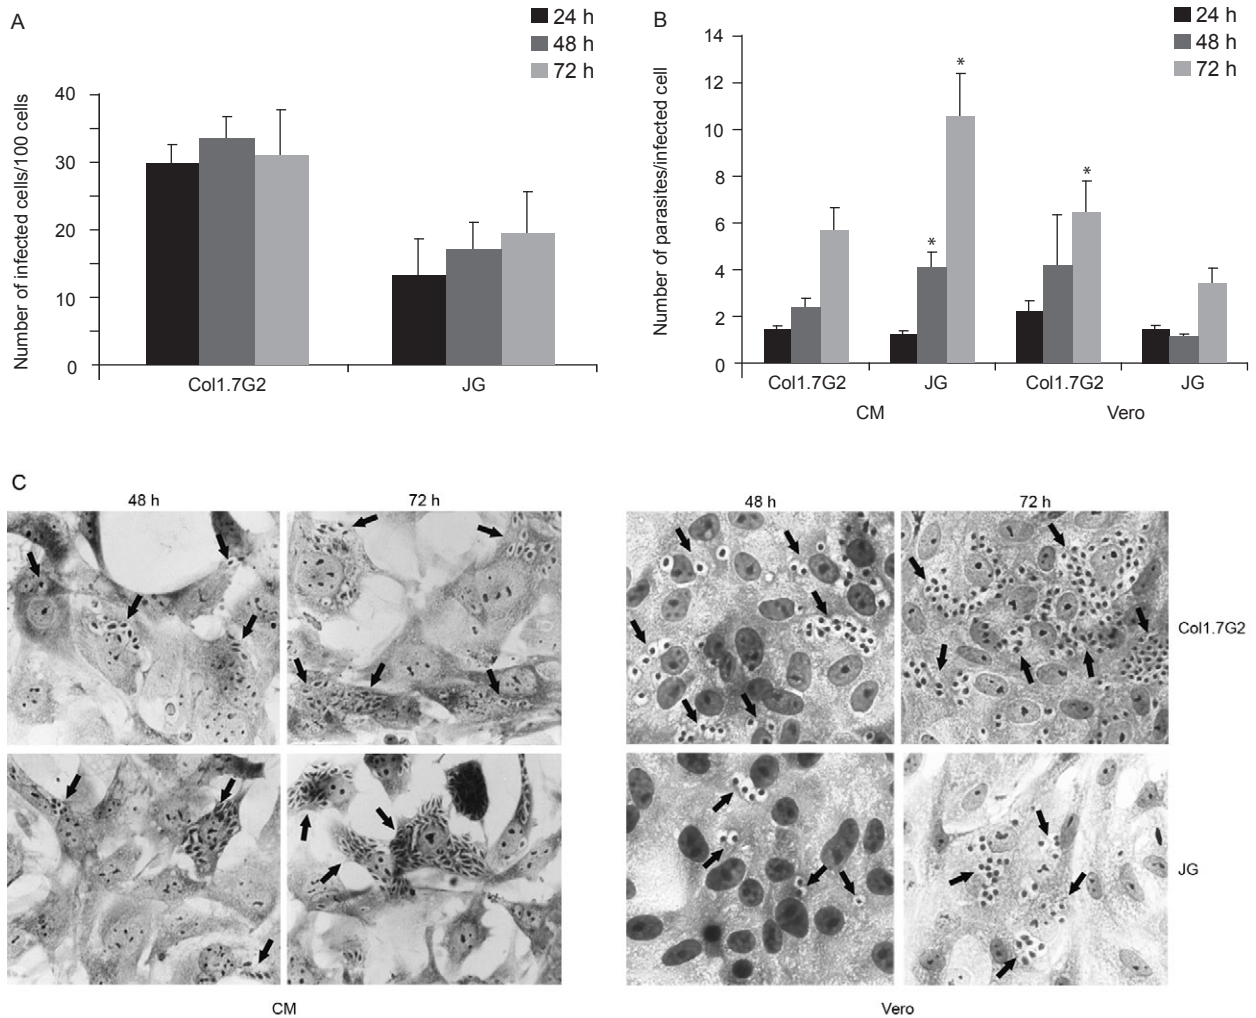 A
24 h
48 h
72 h
Number of infected cells/100 cells
40
30
20
10
0
Col1.7G2 JG
B
24 h
48 h
72 h
Number of parasites/infected cell
14
12
10
8
6
4
2
0
*
*
*
Col1.7G2 JG Col1.7G2 JG
CM Vero
C
48 h 72 h 48 h 72 h
Col1.7G2
JG
CM Vero